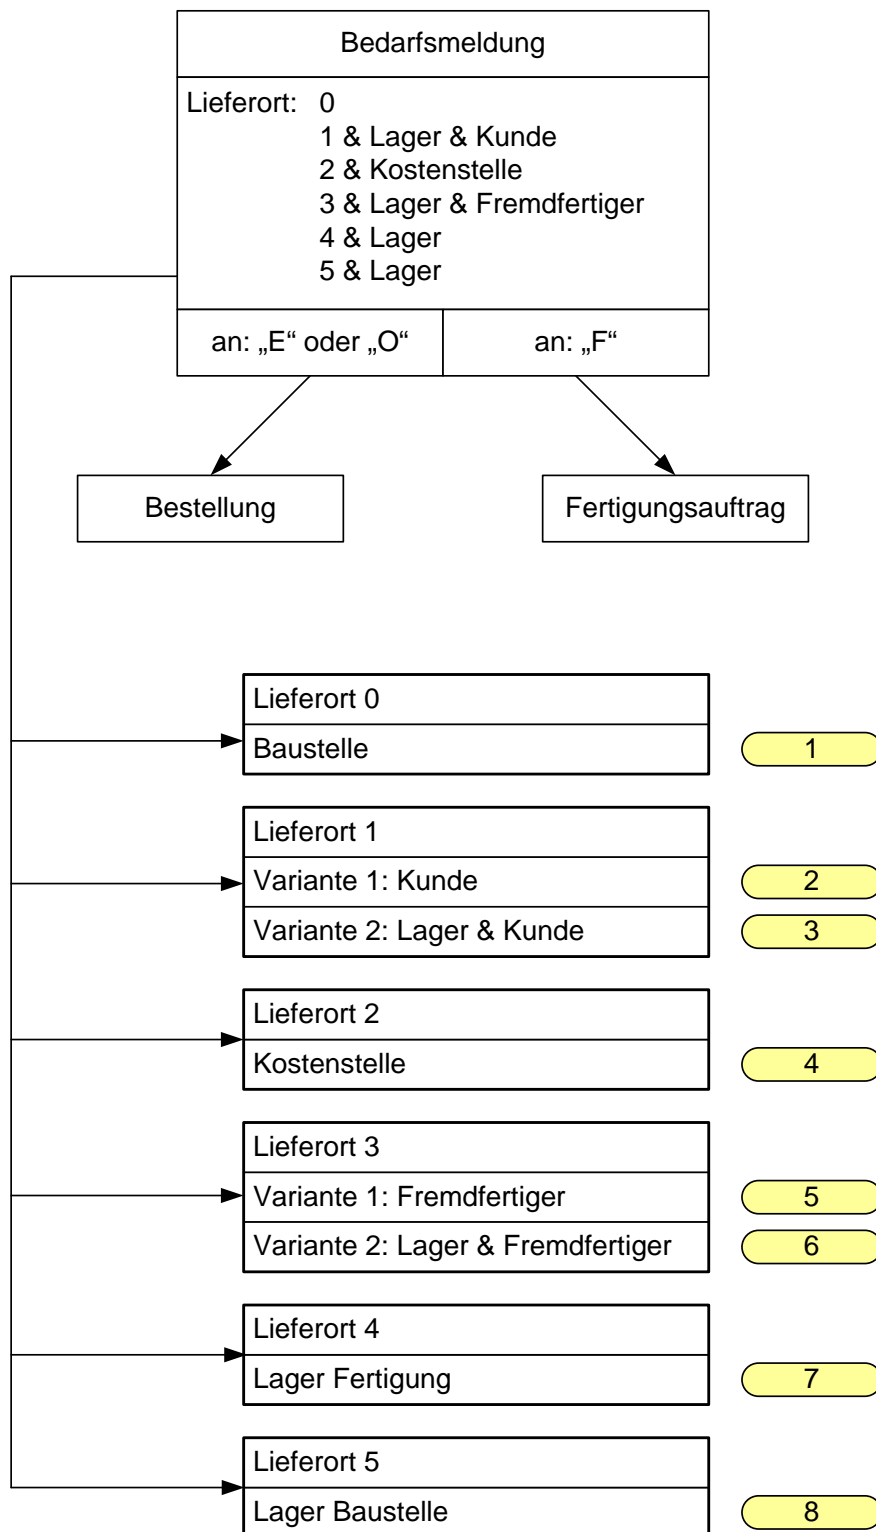 Bedarfsmeldung
Lieferort: 0
1 & Lager & Kunde
2 & Kostenstelle
3 & Lager & Fremdfertiger
4 & Lager
5 & Lager
an: „E“ oder „O“
an: „F“
Bestellung
Fertigungsauftrag
Lieferort 0
Baustelle
1
Lieferort 1
Variante 1: Kunde
2
Variante 2: Lager & Kunde
3
Lieferort 2
Kostenstelle
4
Lieferort 3
Variante 1: Fremdfertiger
5
Variante 2: Lager & Fremdfertiger
6
Lieferort 4
Lager Fertigung
7
Lieferort 5
Lager Baustelle
8